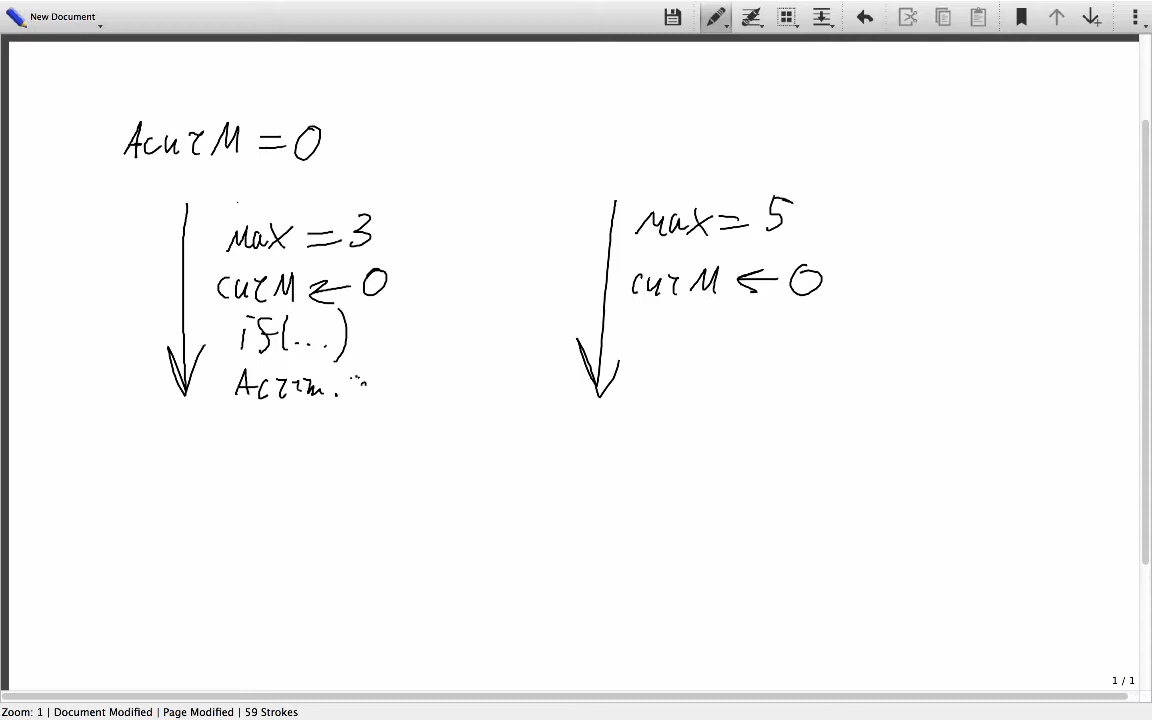 New Document
AcurM = 0
max = 3
curM ← 0
if(...)
max = 5
curM ← 0
1 / 1
Zoom: 1 | Document Modified | Page Modified | 59 Strokes